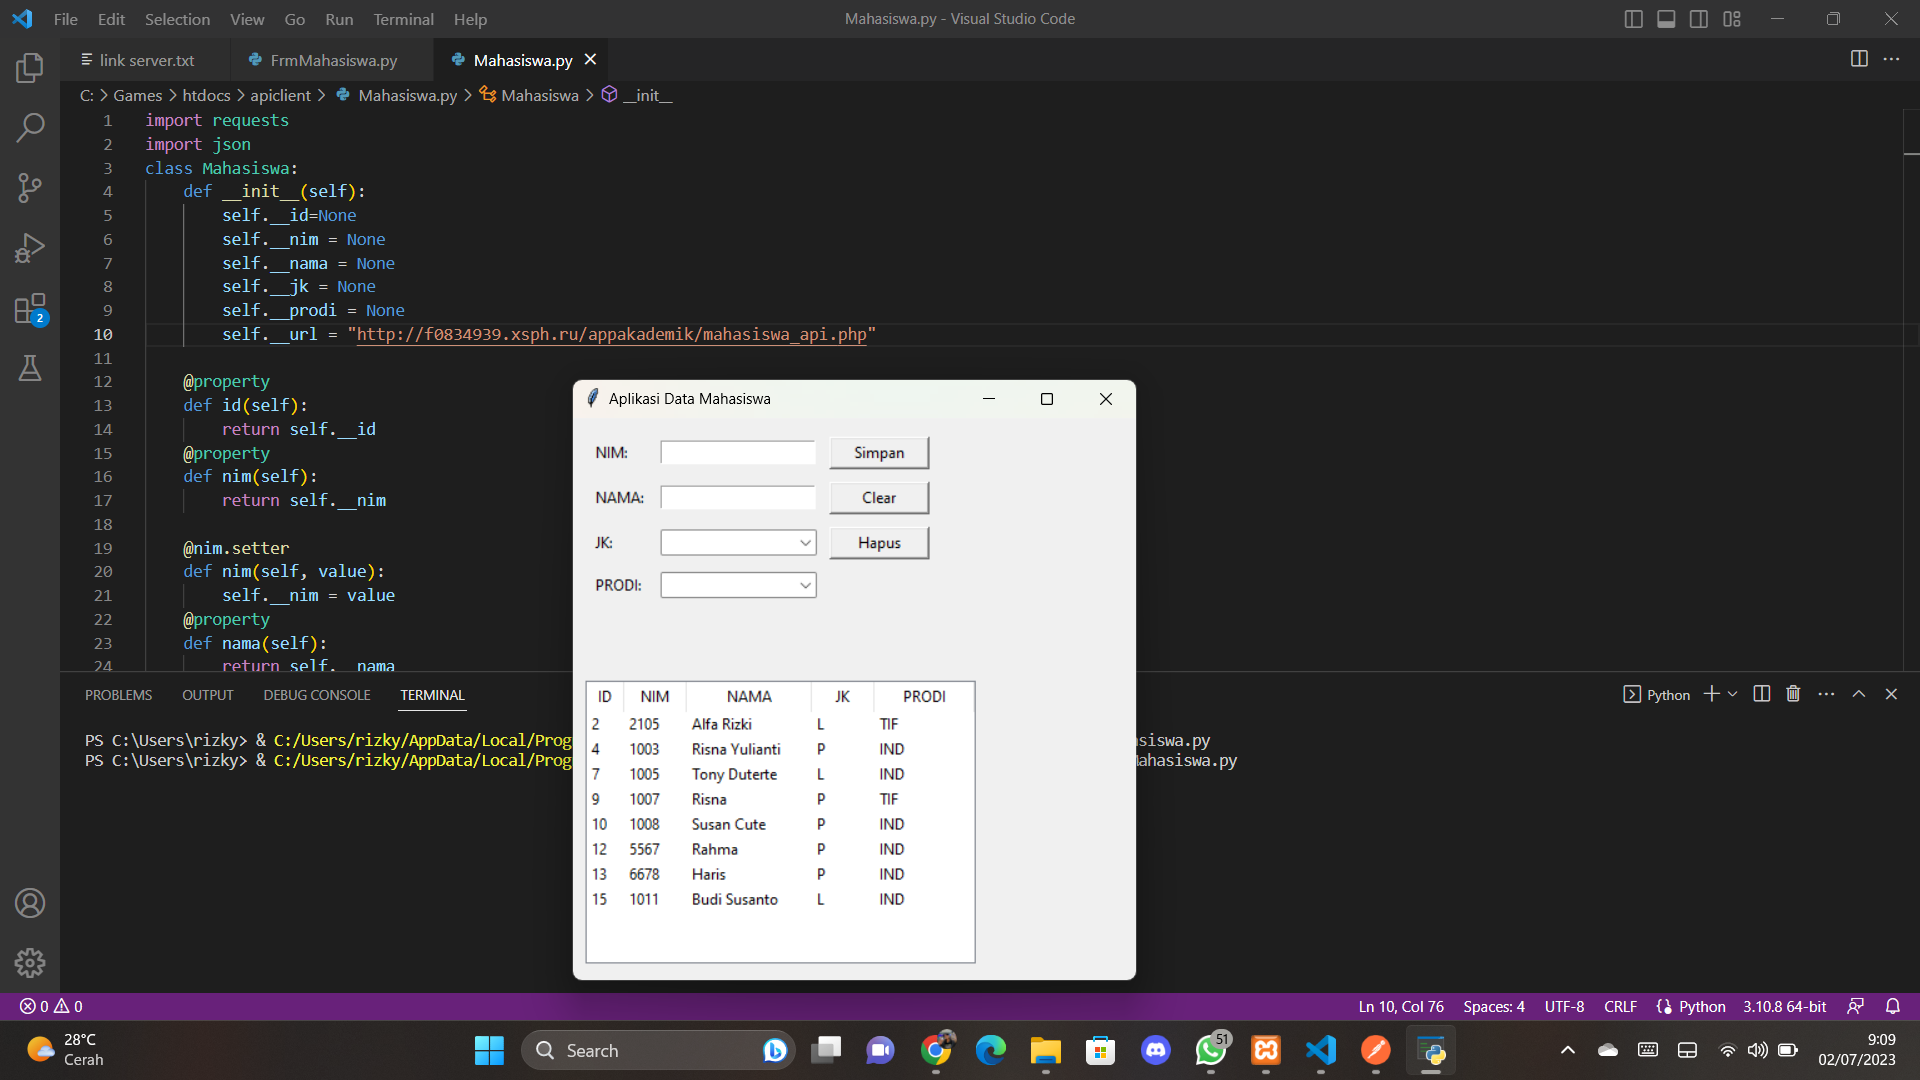 File Edit Selection View Go Run Terminal Help
Mahasiswa.py - Visual Studio Code
link server.txt
FrmMahasiswa.py
Mahasiswa.py
C: > Games > htdocs > apiclient > Mahasiswa.py > Mahasiswa > __init__
1 import requests
2 import json
3 class Mahasiswa:
4 def __init__(self):
5 self.__id=None
6 self.__nim = None
7 self.__nama = None
8 self.__jk = None
9 self.__prodi = None
10 self.__url = "http://f0834939.xsph.ru/appakademik/mahasiswa_api.php"
11
12 @property
13 def id(self):
14 return self.__id
15 @property
16 def nim(self):
17 return self.__nim
18
19 @nim.setter
20 def nim(self, value):
21 self.__nim = value
22 @property
23 def nama(self):
24 return self.__nama
2
Aplikasi Data Mahasiswa
NIM: Simpan
NAMA: Clear
JK: Hapus
PRODI:
ID NIM NAMA JK PRODI
2 2105 Alfa Rizki L TIF
4 1003 Risna Yulianti P IND
7 1005 Tony Duterte L IND
9 1007 Risna P TIF
10 1008 Susan Cute P IND
12 5567 Rahma P IND
13 6678 Haris P IND
15 1011 Budi Susanto L IND
PROBLEMS OUTPUT DEBUG CONSOLE TERMINAL
Python
PS C:\Users\rizky> & C:/Users/rizky/AppData/Local/Prog asiswa.py
PS C:\Users\rizky> & C:/Users/rizky/AppData/Local/Prog Mahasiswa.py
0 0
Ln 10, Col 76 Spaces: 4 UTF-8 CRLF Python 3.10.8 64-bit
28°C
Cerah
Search
51
9:09
02/07/2023